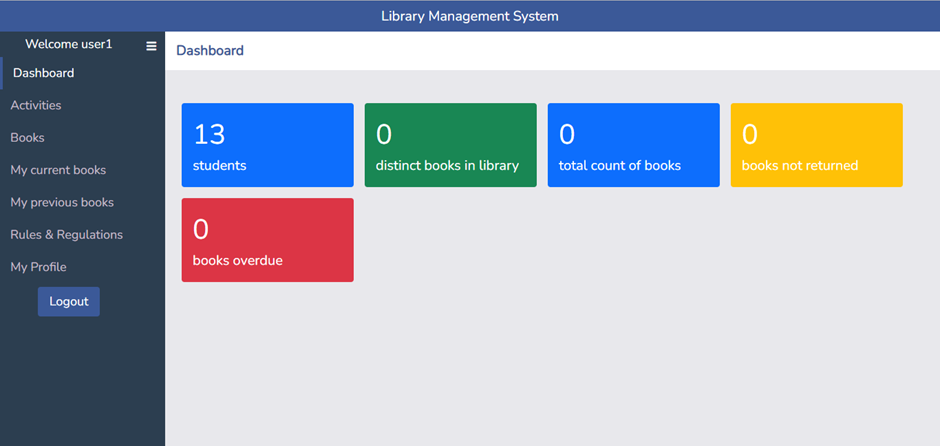 Library Management System
Welcome user1
Dashboard
Activities
Books
My current books
My previous books
Rules & Regulations
My Profile
Logout
Dashboard
13
students
0
distinct books in library
0
total count of books
0
books not returned
0
books overdue